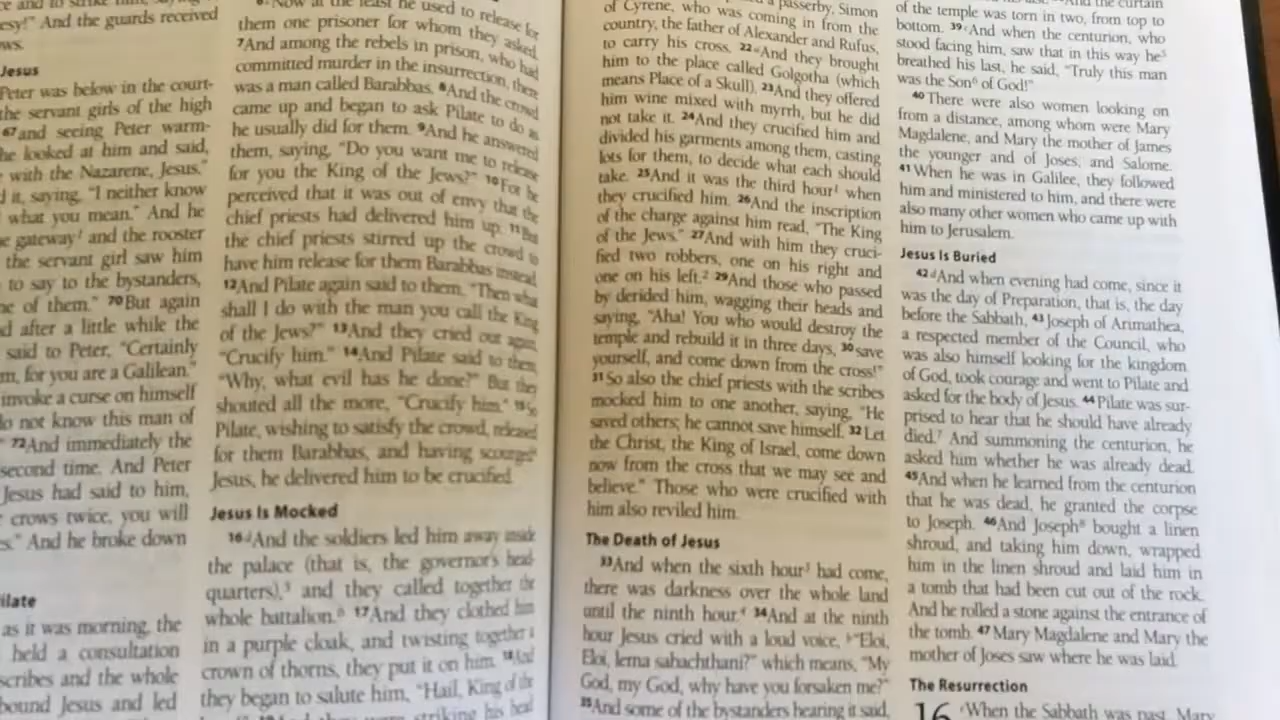 esy!" And the guards received
ws.
Jesus
Peter was below in the court-
the servant girls of the high
67and seeing Peter warm-
he looked at him and said,
with the Nazarene, Jesus."
d it, saying, "I neither know
what you mean." And he
gateway¹ and the rooster
the servant girl saw him
to say to the bystanders,
e of them." 70But again
d after a little while the
said to Peter, "Certainly
m, for you are a Galilean."
invoke a curse on himself
do not know this man of
72And immediately the
second time. And Peter
Jesus had said to him,
crows twice, you will
s." And he broke down
ilate
as it was morning, the
held a consultation
scribes and the whole
bound Jesus and led
Now at the feast he used to release for
them one prisoner for whom they asked.
7And among the rebels in prison, who had
committed murder in the insurrection, there
was a man called Barabbas. 8And the crowd
came up and began to ask Pilate to do as
he usually did for them. 9And he answered
them, saying, "Do you want me to release
for you the King of the Jews?" 10For he
perceived that it was out of envy that the
chief priests had delivered him up. 11But
the chief priests stirred up the crowd to
have him release for them Barabbas instead.
12And Pilate again said to them, "Then what
shall I do with the man you call the King
of the Jews?" 13And they cried out again,
"Crucify him." 14And Pilate said to them,
"Why, what evil has he done?" But they
shouted all the more, "Crucify him." 15So
Pilate, wishing to satisfy the crowd, released
for them Barabbas, and having scourged
Jesus, he delivered him to be crucified.
Jesus Is Mocked
16And the soldiers led him away inside
the palace (that is, the governor's head-
quarters),⁵ and they called together the
whole battalion.⁶ 17And they clothed him
in a purple cloak, and twisting together a
crown of thorns, they put it on him. 18And
they began to salute him, "Hail, King of the
they were striking his head
a passerby, Simon
of Cyrene, who was coming in from the
country, the father of Alexander and Rufus,
to carry his cross. 22And they brought
him to the place called Golgotha (which
means Place of a Skull). 23And they offered
him wine mixed with myrrh, but he did
not take it. 24And they crucified him and
divided his garments among them, casting
lots for them, to decide what each should
take. 25And it was the third hour¹ when
they crucified him. 26And the inscription
of the charge against him read, "The King
of the Jews." 27And with him they cruci-
fied two robbers, one on his right and
one on his left.² 29And those who passed
by derided him, wagging their heads and
saying, "Aha! You who would destroy the
temple and rebuild it in three days, 30save
yourself, and come down from the cross!"
31So also the chief priests with the scribes
mocked him to one another, saying, "He
saved others; he cannot save himself. 32Let
the Christ, the King of Israel, come down
now from the cross that we may see and
believe." Those who were crucified with
him also reviled him.
The Death of Jesus
33And when the sixth hour³ had come,
there was darkness over the whole land
until the ninth hour.⁴ 34And at the ninth
hour Jesus cried with a loud voice, "Eloi,
Eloi, lema sabachthani?" which means, "My
God, my God, why have you forsaken me?"
35And some of the bystanders hearing it said,
And the curtain
of the temple was torn in two, from top to
bottom. 39And when the centurion, who
stood facing him, saw that in this way he⁵
breathed his last, he said, "Truly this man
was the Son⁶ of God!"
40There were also women looking on
from a distance, among whom were Mary
Magdalene, and Mary the mother of James
the younger and of Joses, and Salome.
41When he was in Galilee, they followed
him and ministered to him, and there were
also many other women who came up with
him to Jerusalem.
Jesus Is Buried
42And when evening had come, since it
was the day of Preparation, that is, the day
before the Sabbath, 43Joseph of Arimathea,
a respected member of the Council, who
was also himself looking for the kingdom
of God, took courage and went to Pilate and
asked for the body of Jesus. 44Pilate was sur-
prised to hear that he should have already
died.⁷ And summoning the centurion, he
asked him whether he was already dead.
45And when he learned from the centurion
that he was dead, he granted the corpse
to Joseph. 46And Joseph⁸ bought a linen
shroud, and taking him down, wrapped
him in the linen shroud and laid him in
a tomb that had been cut out of the rock.
And he rolled a stone against the entrance of
the tomb. 47Mary Magdalene and Mary the
mother of Joses saw where he was laid.
The Resurrection
16 When the Sabbath was past, Mary